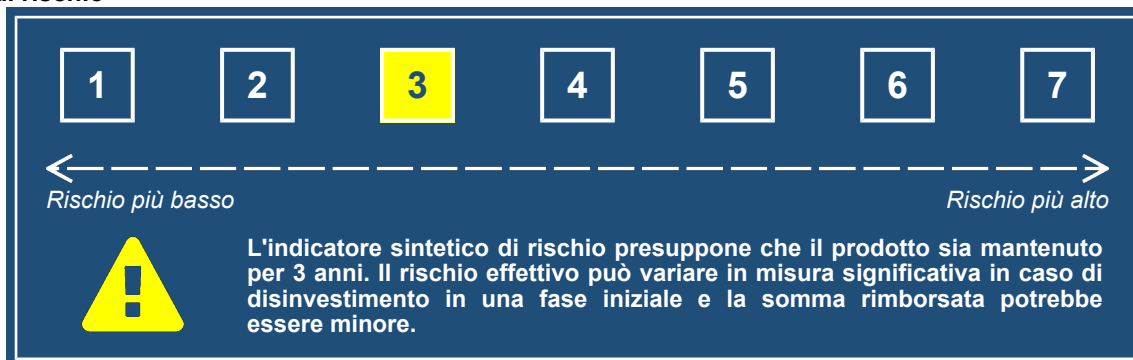 1 2 3 4 5 6 7
Rischio più basso Rischio più alto
L'indicatore sintetico di rischio presuppone che il prodotto sia mantenuto
per 3 anni. Il rischio effettivo può variare in misura significativa in caso di
disinvestimento in una fase iniziale e la somma rimborsata potrebbe
essere minore.